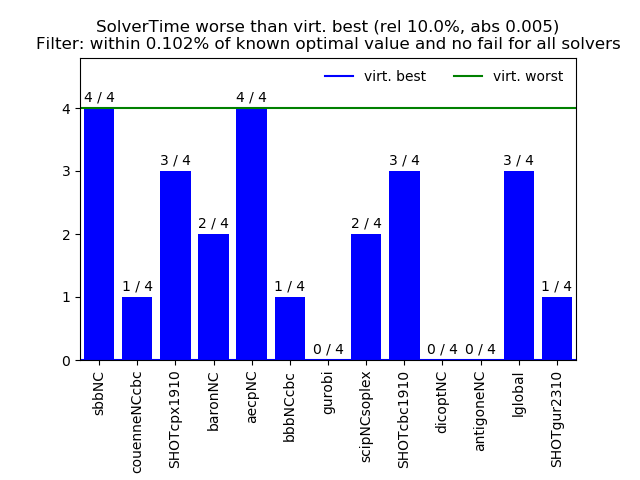 SolverTime worse than virt. best (rel 10.0%, abs 0.005)
Filter: within 0.102% of known optimal value and no fail for all solvers
virt. best
virt. worst
4 / 4
1 / 4
3 / 4
2 / 4
4 / 4
1 / 4
0 / 4
2 / 4
3 / 4
0 / 4
0 / 4
3 / 4
1 / 4
4
3
2
1
0
sbbNC
couenneNCcbc
SHOTcpx1910
baronNC
aecpNC
bbbNCcbc
gurobi
scipNCsoplex
SHOTcbc1910
dicoptNC
antigoneNC
lglobal
SHOTgur2310